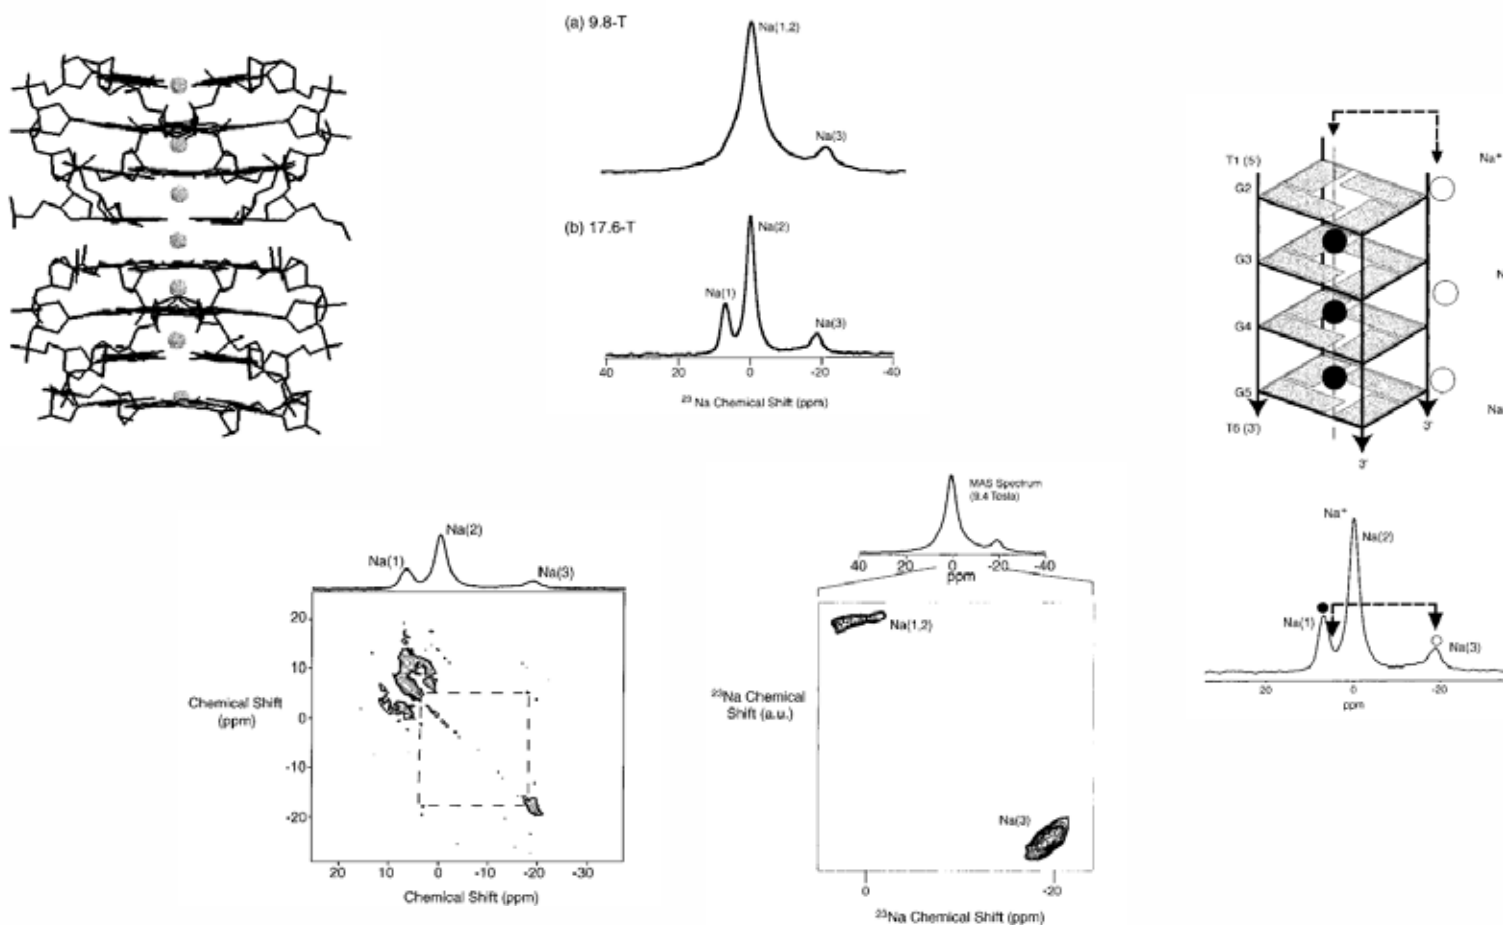 (a) 9.8-T
Na(1,2)
Na(3)
(b) 17.6-T
Na(2)
Na(1)
Na(3)
40
20
0
-20
-40
23 Na Chemical Shift (ppm)
T1 (5')
Na+
G2
G3
N
G4
G5
Na
T6 (3')
3'
3'
Na(2)
Na(1)
Na(3)
20
10
0
-10
-20
Chemical Shift
(ppm)
20
10
0
-10
-20
-30
Chemical Shift (ppm)
MAS Spectrum
(9.4 Tesla)
40
20
0
-20
-40
ppm
Na(1,2)
23Na Chemical
Shift (a.u.)
Na(3)
0
-20
23Na Chemical Shift (ppm)
Na+
Na(2)
Na(1)
Na(3)
20
0
-20
ppm